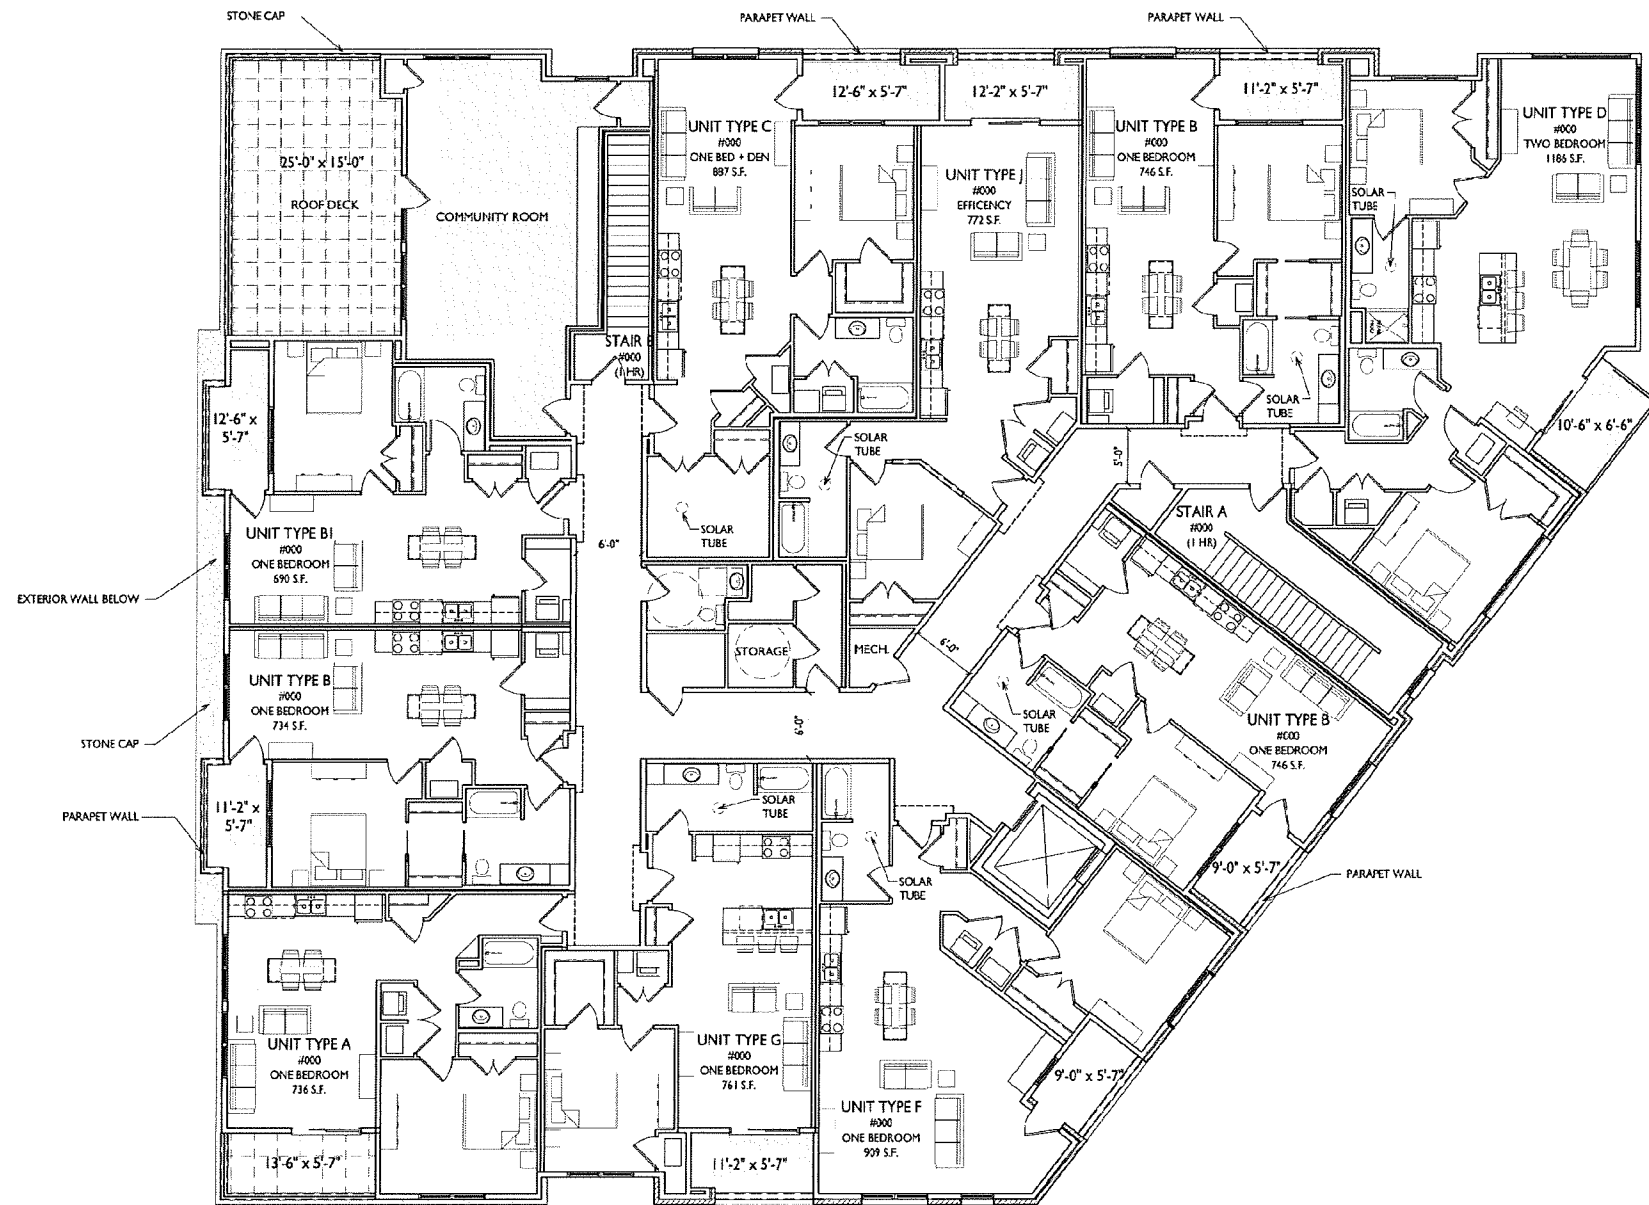 STONE CAP
PARAPET WALL
PARAPET WALL
12'-6" x 5'-7"
12'-2" x 5'-7"
11'-2" x 5'-7"
UNIT TYPE C
#000
ONE BED + DEN
887 S.F.
UNIT TYPE B
#000
ONE BEDROOM
746 S.F.
UNIT TYPE D
#000
TWO BEDROOM
1186 S.F.
25'-0" x 15'-0"
ROOF DECK
COMMUNITY ROOM
UNIT TYPE J
#000
EFFICENCY
772 S.F.
SOLAR
TUBE
STAIR
#000
(1 HR)
12'-6" x
5'-7"
SOLAR
TUBE
SOLAR
TUBE
10'-6" x 6'-6"
5'-0"
UNIT TYPE B1
#000
ONE BEDROOM
690 S.F.
SOLAR
TUBE
STAIR A
#000
(1 HR)
6'-0"
EXTERIOR WALL BELOW
STORAGE
MECH.
6'-0"
UNIT TYPE B
#000
ONE BEDROOM
734 S.F.
SOLAR
TUBE
UNIT TYPE B
#000
ONE BEDROOM
746 S.F.
STONE CAP
6'-0"
PARAPET WALL
11'-2" x
5'-7"
SOLAR
TUBE
SOLAR
TUBE
9'-0" x 5'-7"
PARAPET WALL
UNIT TYPE A
#000
ONE BEDROOM
736 S.F.
UNIT TYPE G
#000
ONE BEDROOM
761 S.F.
9'-0" x 5'-7"
UNIT TYPE F
#000
ONE BEDROOM
909 S.F.
13'-6" x 5'-7"
11'-2" x 5'-7"